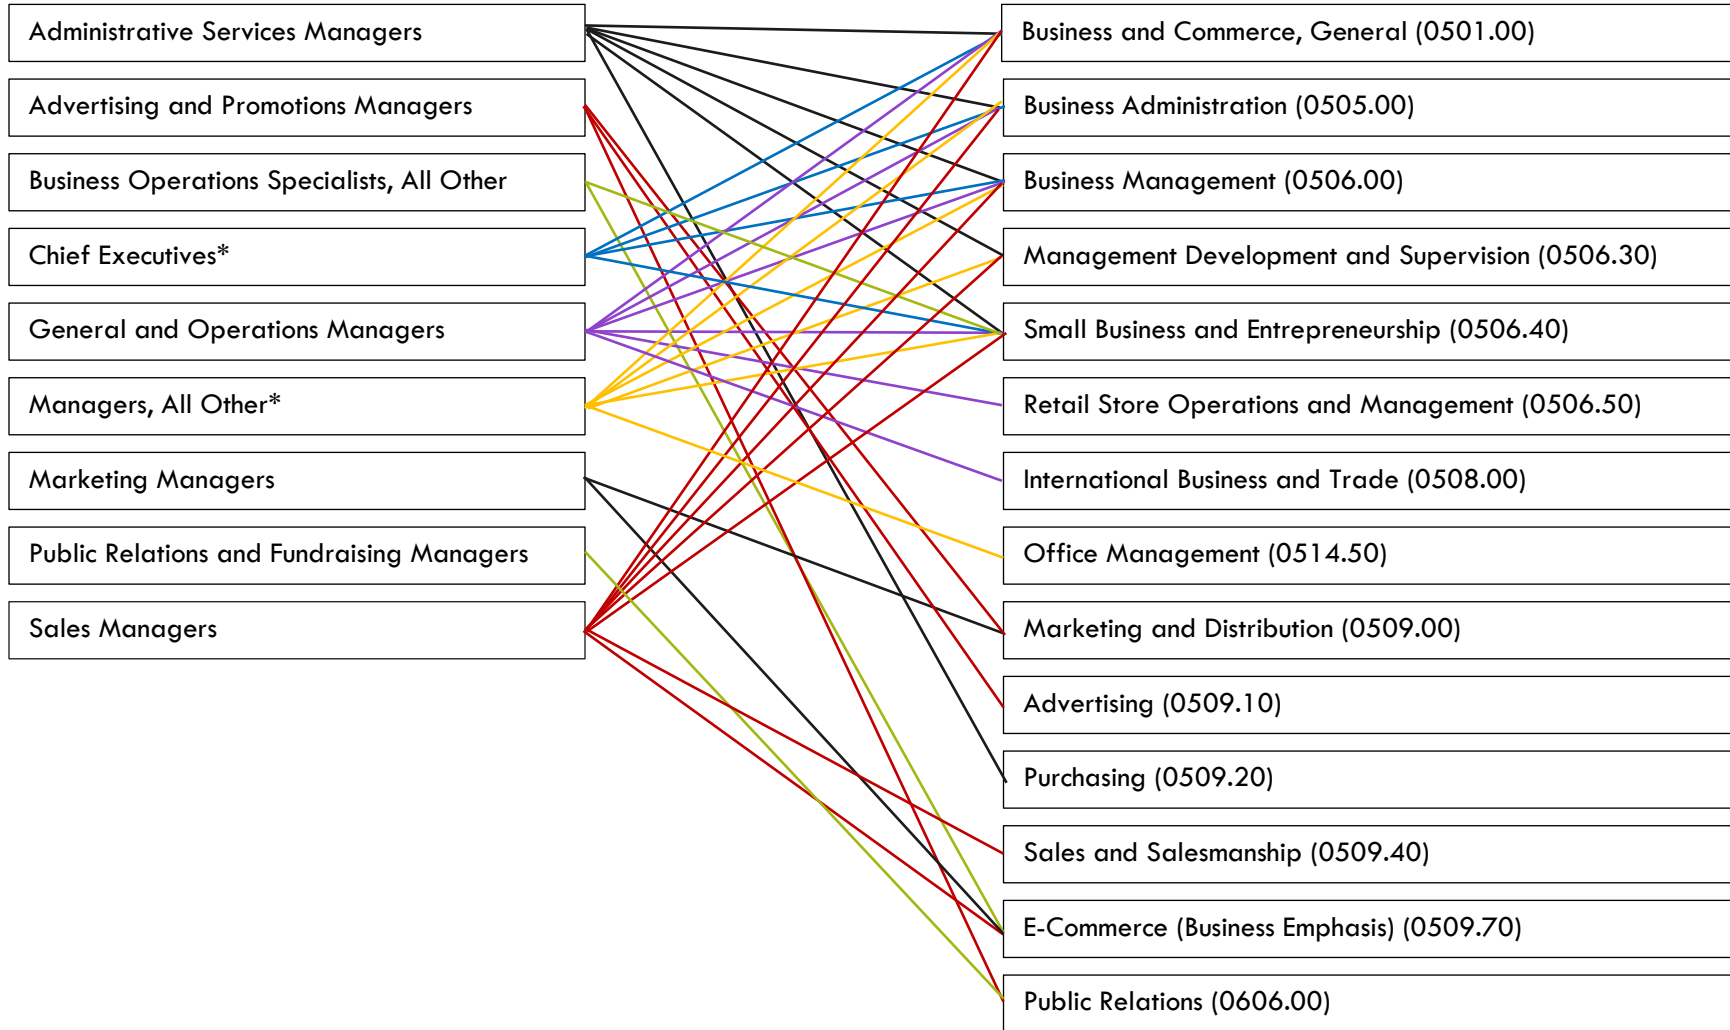 Administrative Services Managers
Advertising and Promotions Managers
Business Operations Specialists, All Other
Chief Executives*
General and Operations Managers
Managers, All Other*
Marketing Managers
Public Relations and Fundraising Managers
Sales Managers
Business and Commerce, General (0501.00)
Business Administration (0505.00)
Business Management (0506.00)
Management Development and Supervision (0506.30)
Small Business and Entrepreneurship (0506.40)
Retail Store Operations and Management (0506.50)
International Business and Trade (0508.00)
Office Management (0514.50)
Marketing and Distribution (0509.00)
Advertising (0509.10)
Purchasing (0509.20)
Sales and Salesmanship (0509.40)
E-Commerce (Business Emphasis) (0509.70)
Public Relations (0606.00)